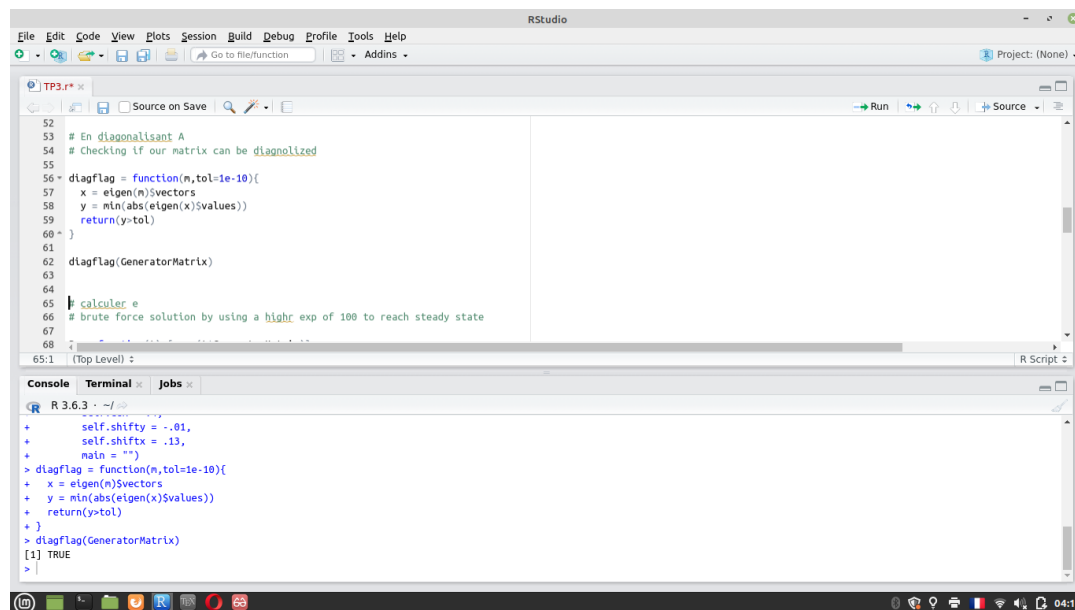 RStudio
File Edit Code View Plots Session Build Debug Profile Tools Help
Go to file/function Addins Project: (None)
TP3.r*
Source on Save Run Source
52
53 # En diagonalisant A
54 # Checking if our matrix can be diagnolized
55
56 diagflag = function(m,tol=1e-10){
57 x = eigen(m)$vectors
58 y = min(abs(eigen(x)$values))
59 return(y>tol)
60 }
61
62 diagflag(GeneratorMatrix)
63
64
65 # calculer e
66 # brute force solution by using a highr exp of 100 to reach steady state
67
68
65:1 (Top Level) R Script
Console Terminal Jobs
R 3.6.3 · ~/
+ self.shifty = -.01,
+ self.shiftx = .13,
+ main = "")
> diagflag = function(m,tol=1e-10){
+ x = eigen(m)$vectors
+ y = min(abs(eigen(x)$values))
+ return(y>tol)
+ }
> diagflag(GeneratorMatrix)
[1] TRUE
>
04:1